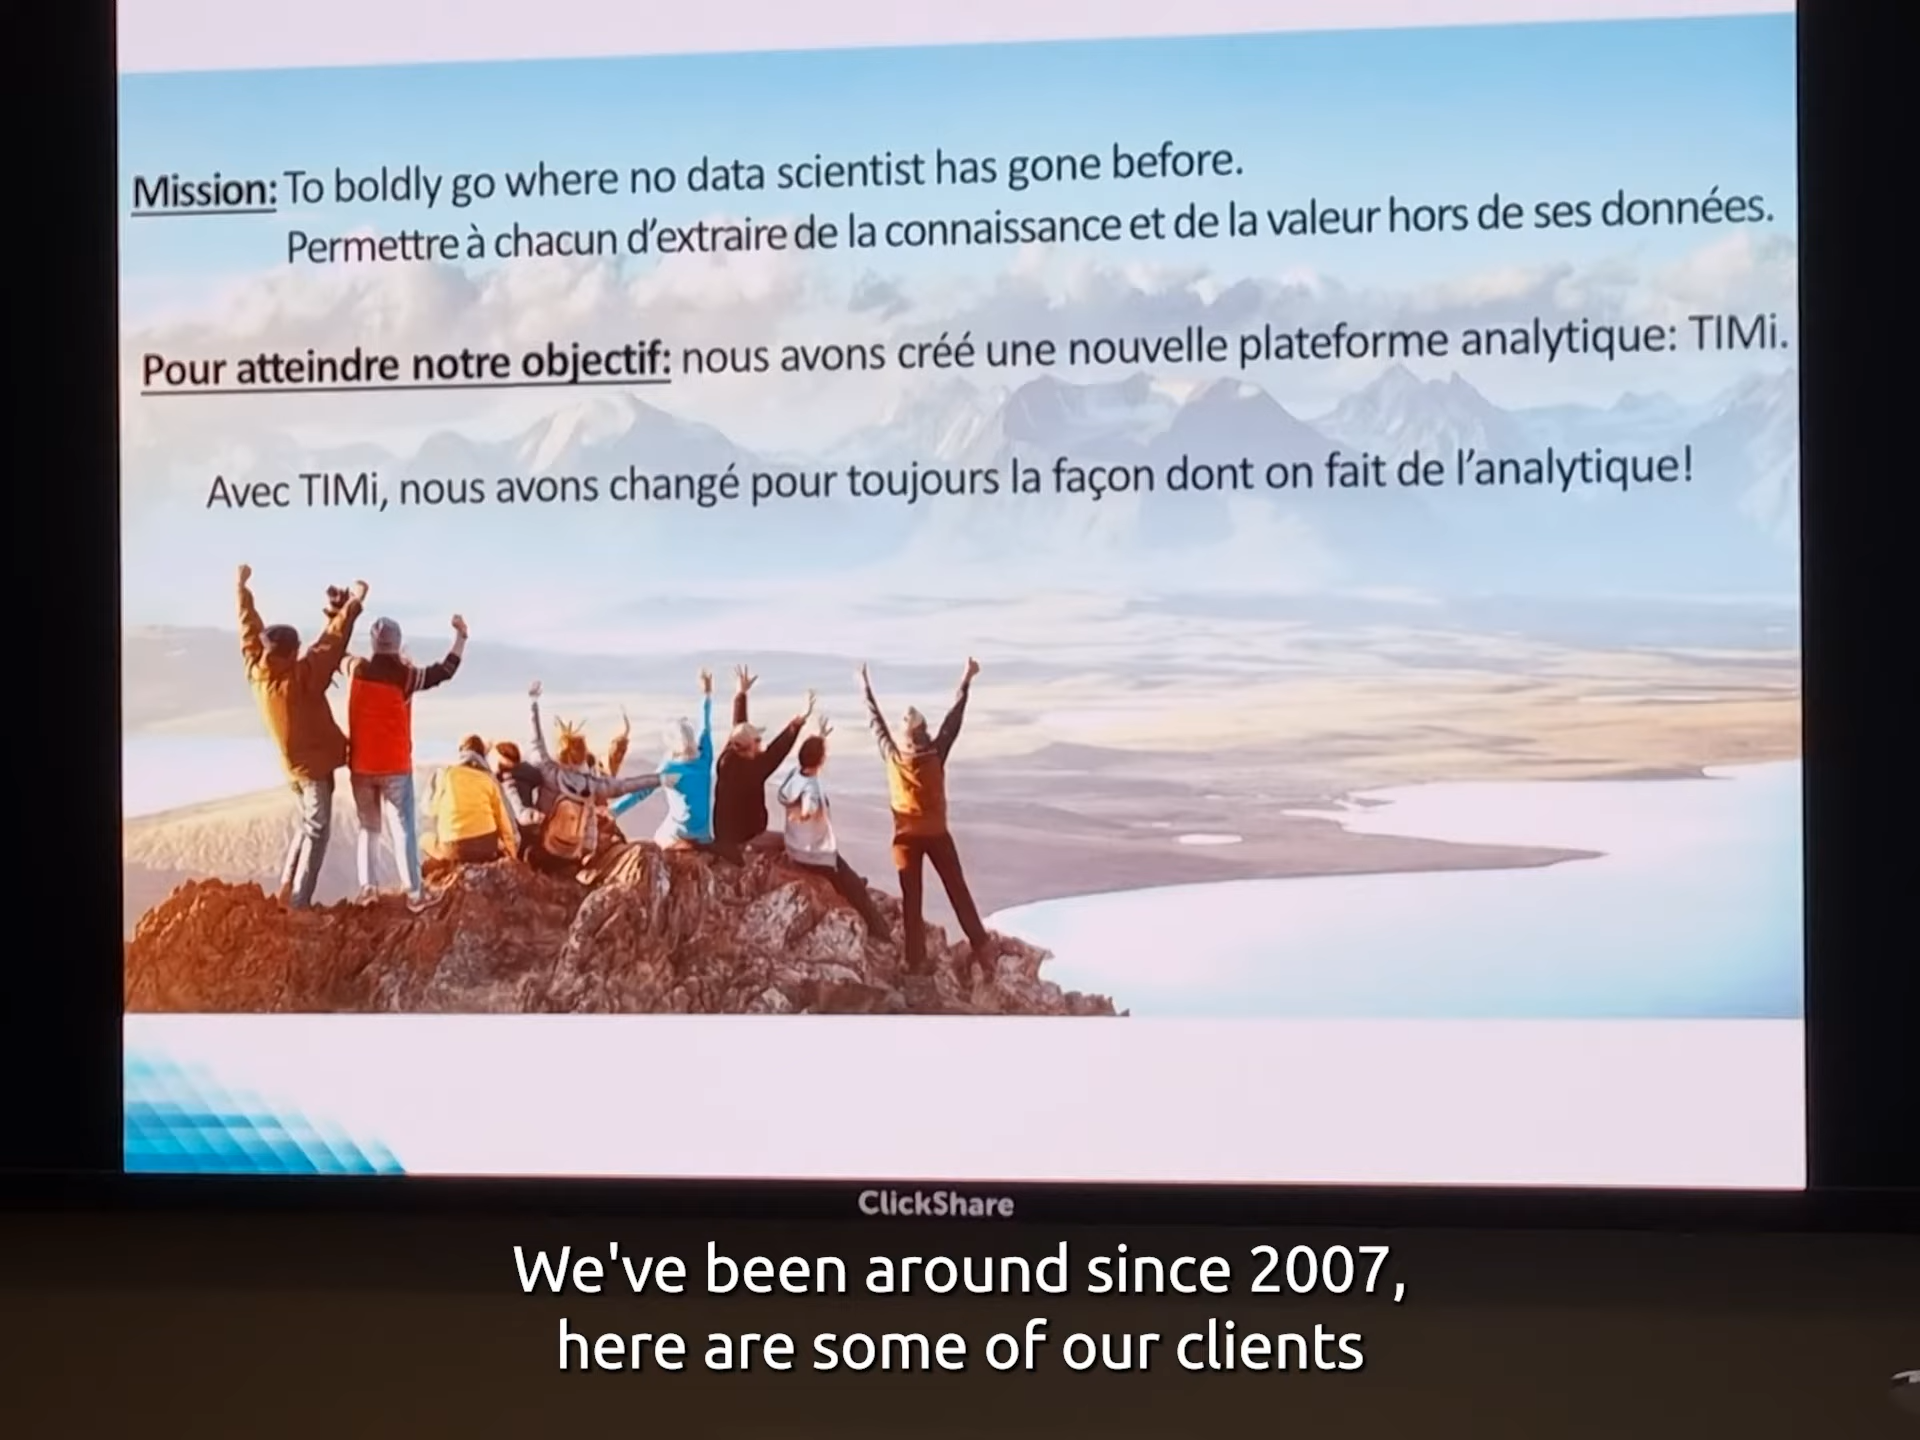 Mission: To boldly go where no data scientist has gone before.
Permettre à chacun d'extraire de la connaissance et de la valeur hors de ses données.
Pour atteindre notre objectif: nous avons créé une nouvelle plateforme analytique: TIMi.
Avec TIMi, nous avons changé pour toujours la façon dont on fait de l'analytique!
ClickShare
We've been around since 2007,
here are some of our clients